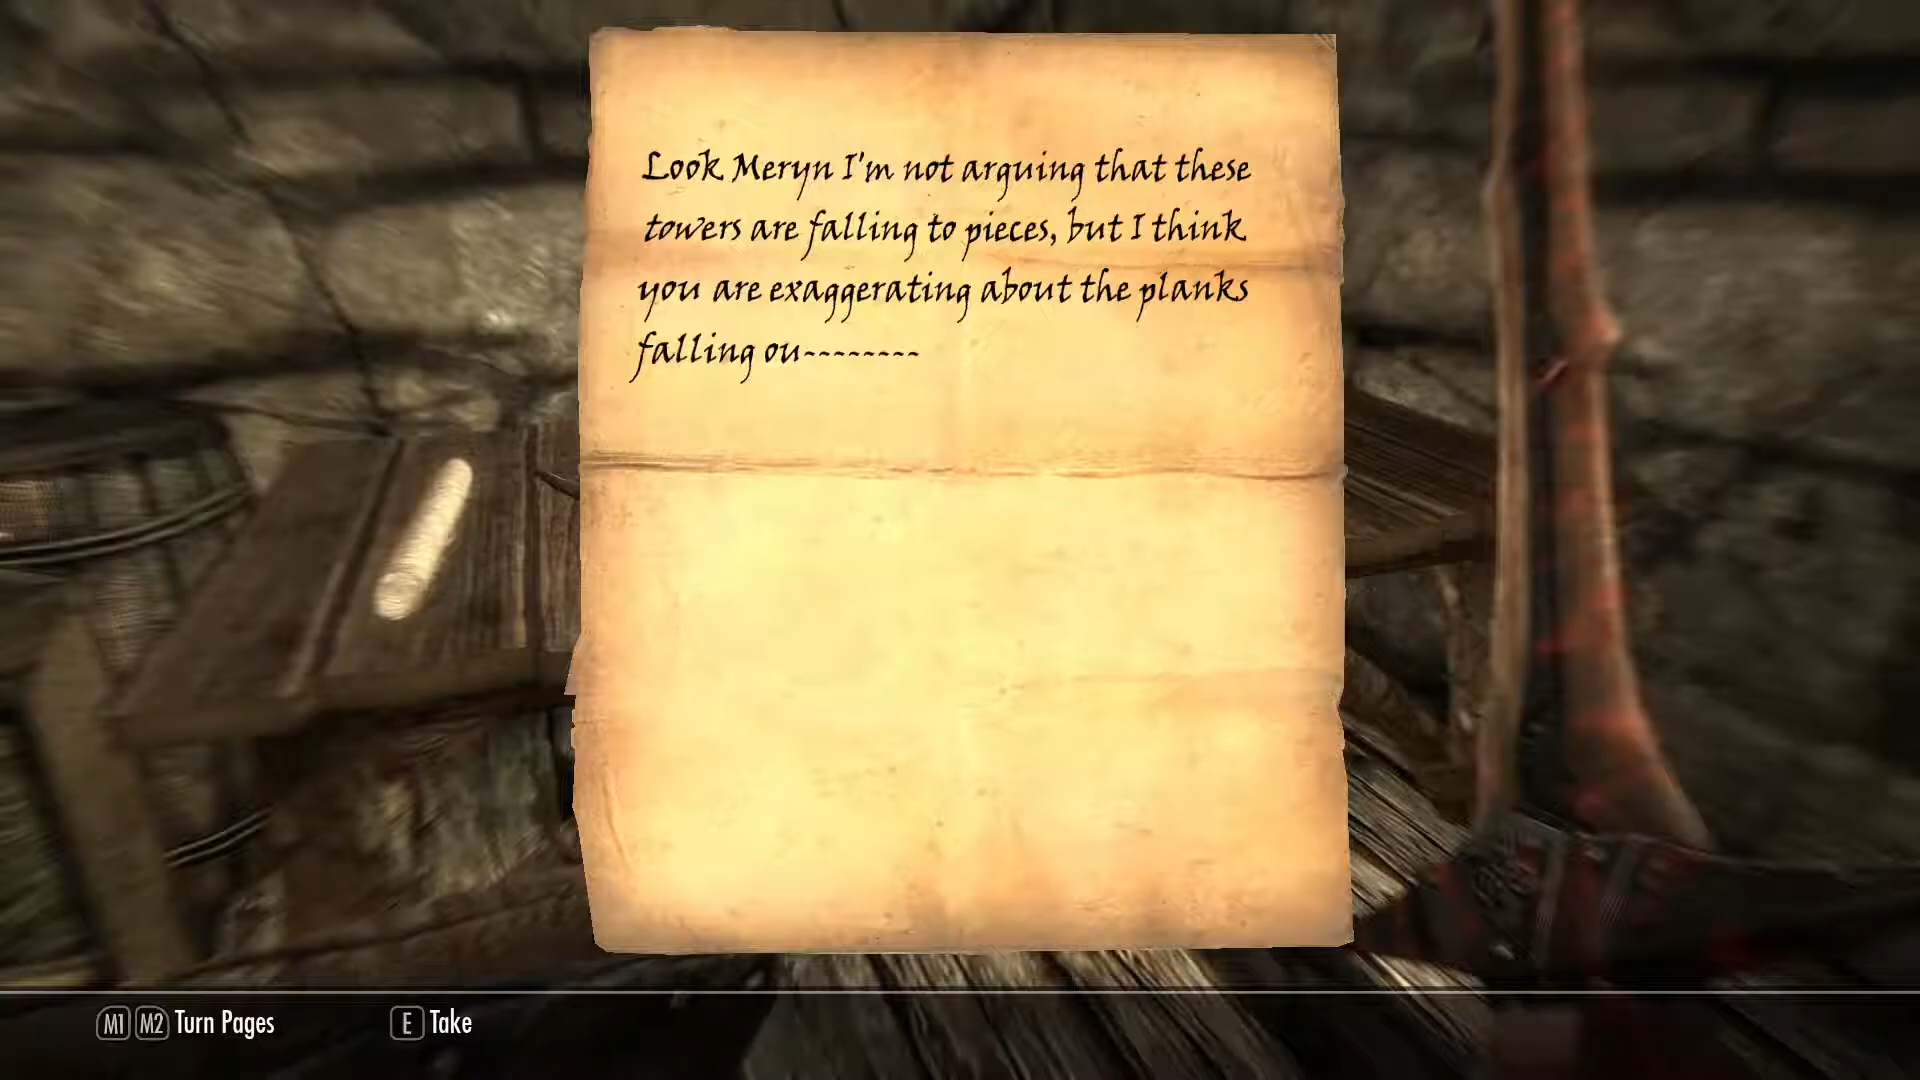 Look Meryn I'm not arguing that these
towers are falling to pieces, but I think
you are exaggerating about the planks
falling ou--------
M1 M2 Turn Pages E Take